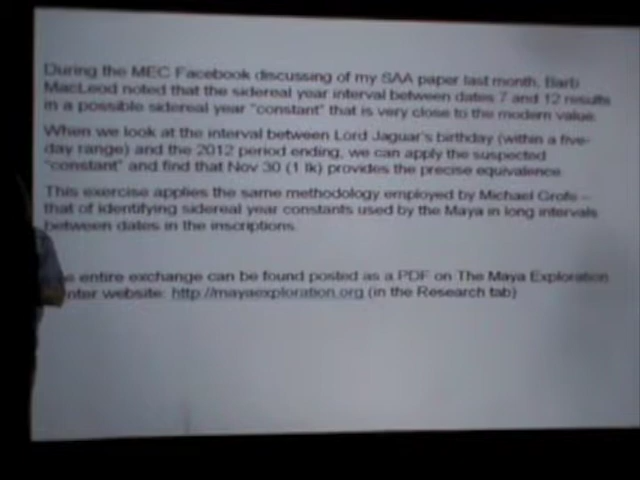 During the MEC Facebook discussing of my SAA paper last month, Barb
MacLeod noted that the sidereal year interval between dates 7 and 12 results
in a possible sidereal year "constant" that is very close to the modern value.
When we look at the interval between Lord Jaguar's birthday (within a five-
day range) and the 2012 period ending, we can apply the suspected
"constant" and find that Nov 30 (1 Ik) provides the precise equivalence.
This exercise applies the same methodology employed by Michael Grofe –
that of identifying sidereal year constants used by the Maya in long intervals
between dates in the inscriptions.
entire exchange can be found posted as a PDF on The Maya Exploration
website: http://mayaexploration.org (in the Research tab)